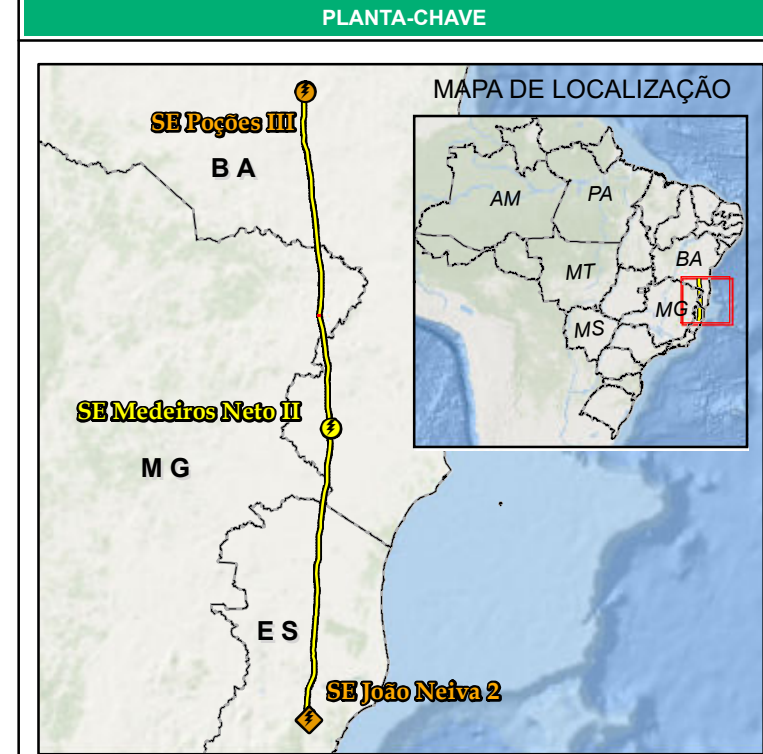 PLANTA-CHAVE
MAPA DE LOCALIZAÇÃO
SE Poções III
B A
AM
PA
MT
BA
MG
MS
SE Medeiros Neto II
M G
E S
SE João Neiva 2